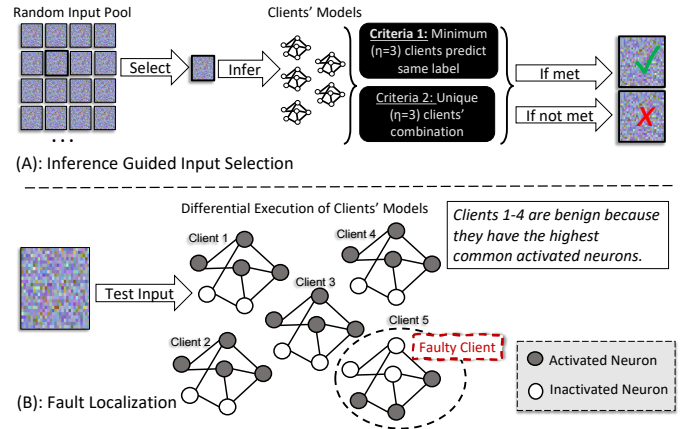 Random Input Pool
Clients' Models
Select
Infer
Criteria 1: Minimum
(η=3) clients predict
same label
Criteria 2: Unique
(η=3) clients'
combination
If met
If not met
X
. . .
(A): Inference Guided Input Selection
Differential Execution of Clients' Models
Clients 1-4 are benign because
they have the highest
common activated neurons.
Client 1
Client 4
Test Input
Client 3
Client 5
Client 2
Faulty Client
Activated Neuron
Inactivated Neuron
(B): Fault Localization